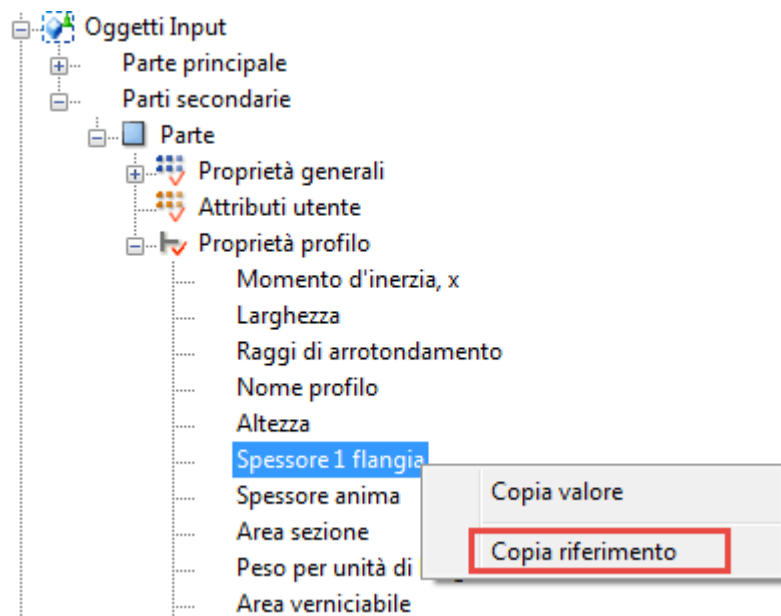 Oggetti Input
Parte principale
Parti secondarie
Parte
Proprietà generali
Attributi utente
Proprietà profilo
Momento d'inerzia, x
Larghezza
Raggi di arrotondamento
Nome profilo
Altezza
Spessore 1 flangia
Copia valore
Spessore anima
Area sezione
Copia riferimento
Peso per unità di
Area verniciabile